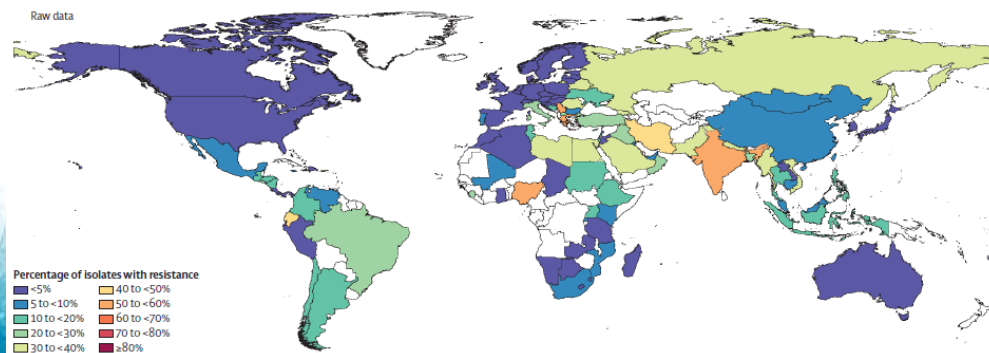 Raw data
Percentage of isolates with resistance
<5%
5 to <10%
10 to <20%
20 to <30%
30 to <40%
40 to <50%
50 to <60%
60 to <70%
70 to <80%
≥80%